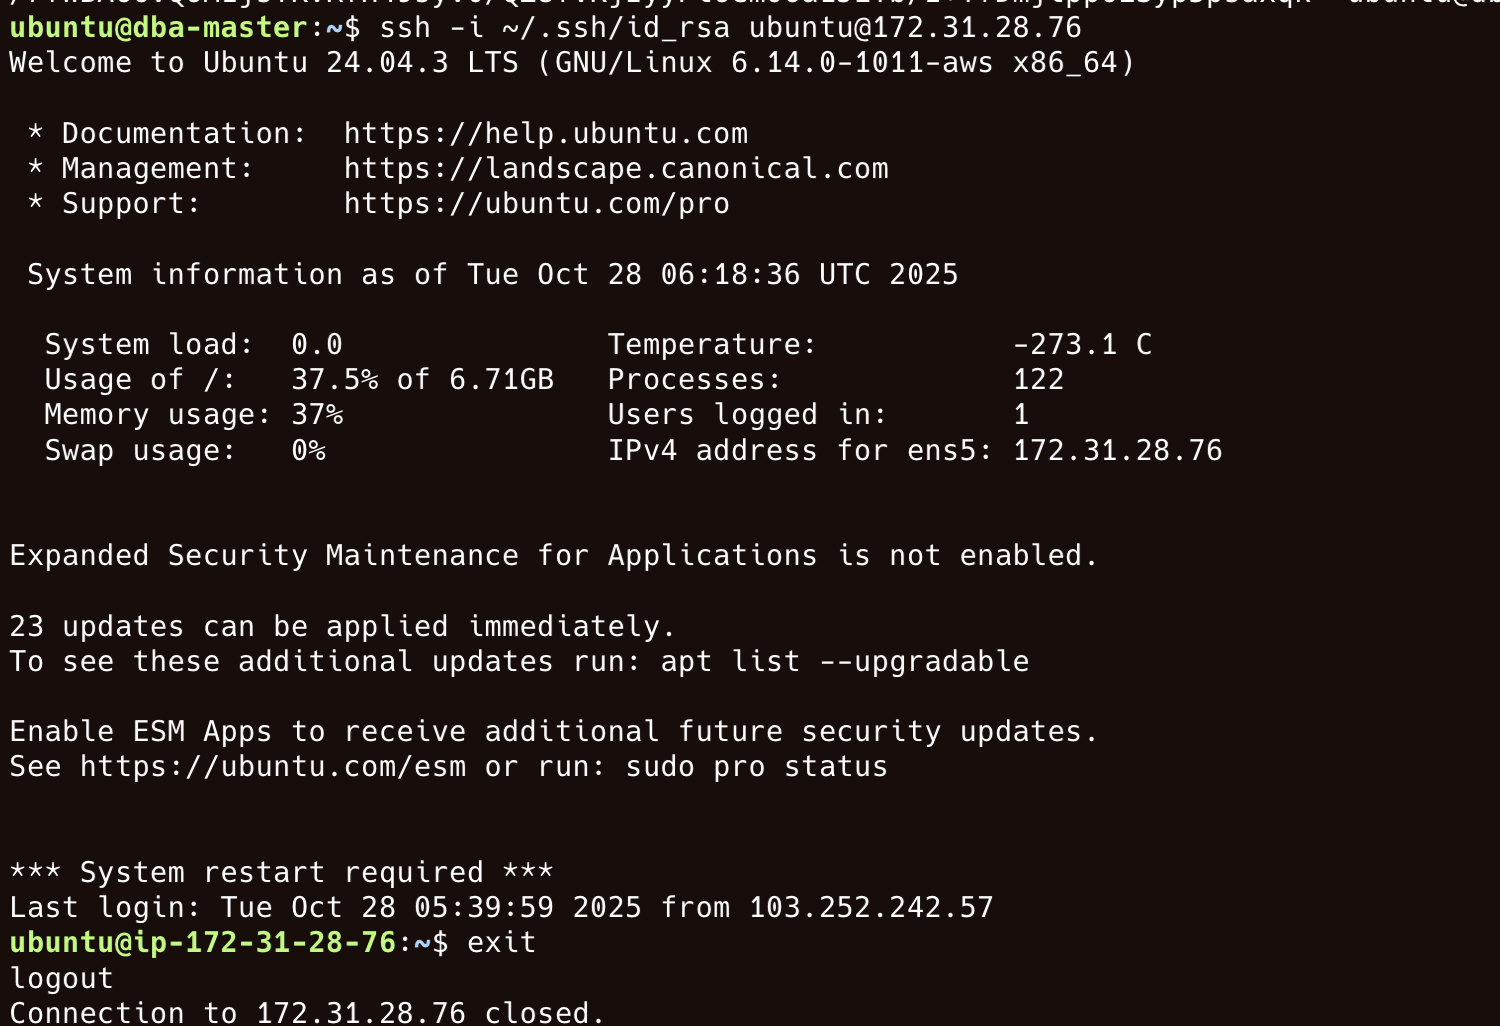 ubuntu@dba-master:~$ ssh -i ~/.ssh/id_rsa ubuntu@172.31.28.76
Welcome to Ubuntu 24.04.3 LTS (GNU/Linux 6.14.0-1011-aws x86_64)

 * Documentation:  https://help.ubuntu.com
 * Management:     https://landscape.canonical.com
 * Support:        https://ubuntu.com/pro

 System information as of Tue Oct 28 06:18:36 UTC 2025

  System load:  0.0               Temperature:           -273.1 C
  Usage of /:   37.5% of 6.71GB   Processes:             122
  Memory usage: 37%               Users logged in:       1
  Swap usage:   0%                IPv4 address for ens5: 172.31.28.76


Expanded Security Maintenance for Applications is not enabled.

23 updates can be applied immediately.
To see these additional updates run: apt list --upgradable

Enable ESM Apps to receive additional future security updates.
See https://ubuntu.com/esm or run: sudo pro status


*** System restart required ***
Last login: Tue Oct 28 05:39:59 2025 from 103.252.242.57
ubuntu@ip-172-31-28-76:~$ exit
logout
Connection to 172.31.28.76 closed.